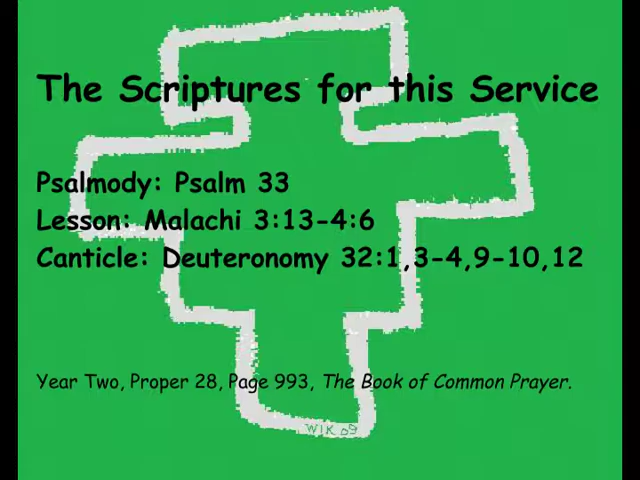 The Scriptures for this Service
Psalmody: Psalm 33
Lesson: Malachi 3:13-4:6
Canticle: Deuteronomy 32:1,3-4,9-10,12
Year Two, Proper 28, Page 993, The Book of Common Prayer.
WIK 09